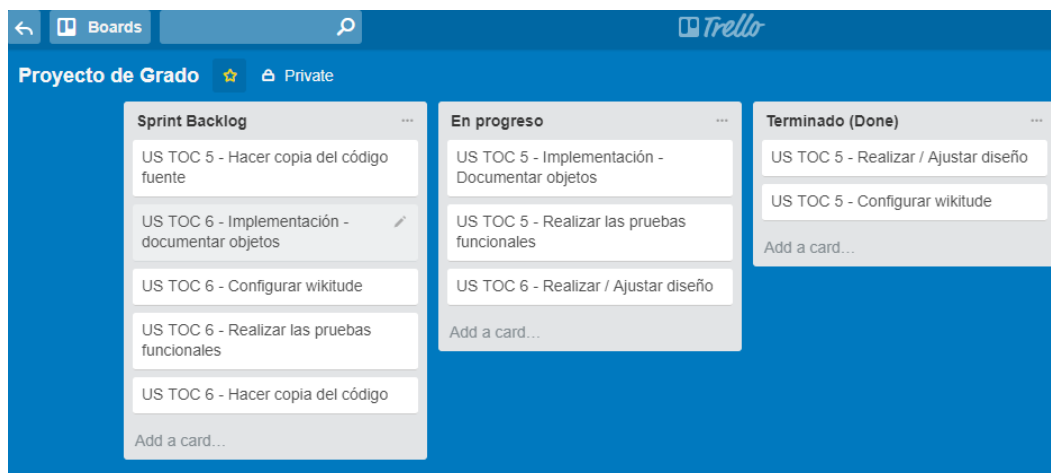 Boards
Trello
Proyecto de Grado
Private
Sprint Backlog
US TOC 5 - Hacer copia del código
fuente
US TOC 6 - Implementación -
documentar objetos
US TOC 6 - Configurar wikitude
US TOC 6 - Realizar las pruebas
funcionales
US TOC 6 - Hacer copia del código
Add a card...
En progreso
US TOC 5 - Implementación -
Documentar objetos
US TOC 5 - Realizar las pruebas
funcionales
US TOC 6 - Realizar / Ajustar diseño
Add a card...
Terminado (Done)
US TOC 5 - Realizar / Ajustar diseño
US TOC 5 - Configurar wikitude
Add a card...